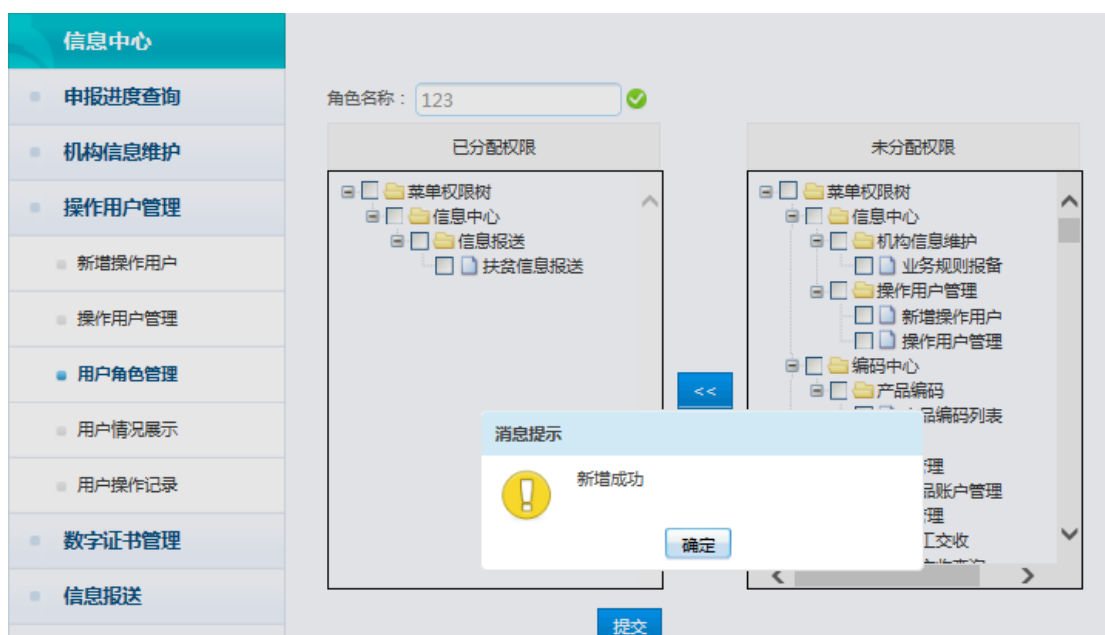 信息中心
申报进度查询
机构信息维护
操作用户管理
新增操作用户
操作用户管理
用户角色管理
用户情况展示
用户操作记录
数字证书管理
信息报送
角色名称： 123
已分配权限
菜单权限树
信息中心
信息报送
扶贫信息报送
<<
未分配权限
菜单权限树
信息中心
机构信息维护
业务规则报备
操作用户管理
新增操作用户
操作用户管理
编码中心
产品编码
品编码列表
管理
品账户管理
管理
工交收
消息提示
新增成功
确定
提交